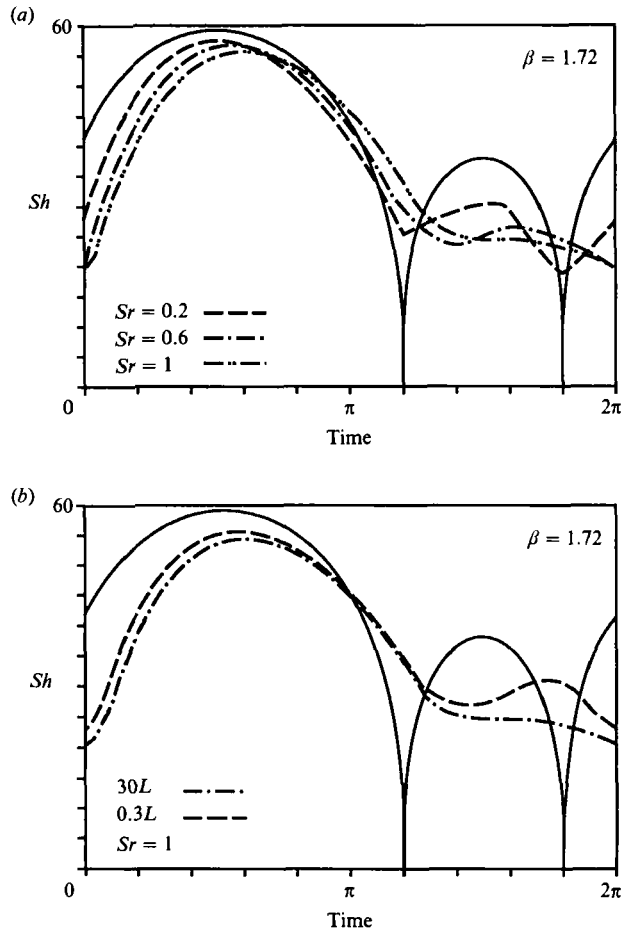 (a)
60
β = 1.72
Sh
Sr = 0.2
Sr = 0.6
Sr = 1
0
π
2π
Time
(b)
60
β = 1.72
Sh
30L
0.3L
Sr = 1
0
π
2π
Time